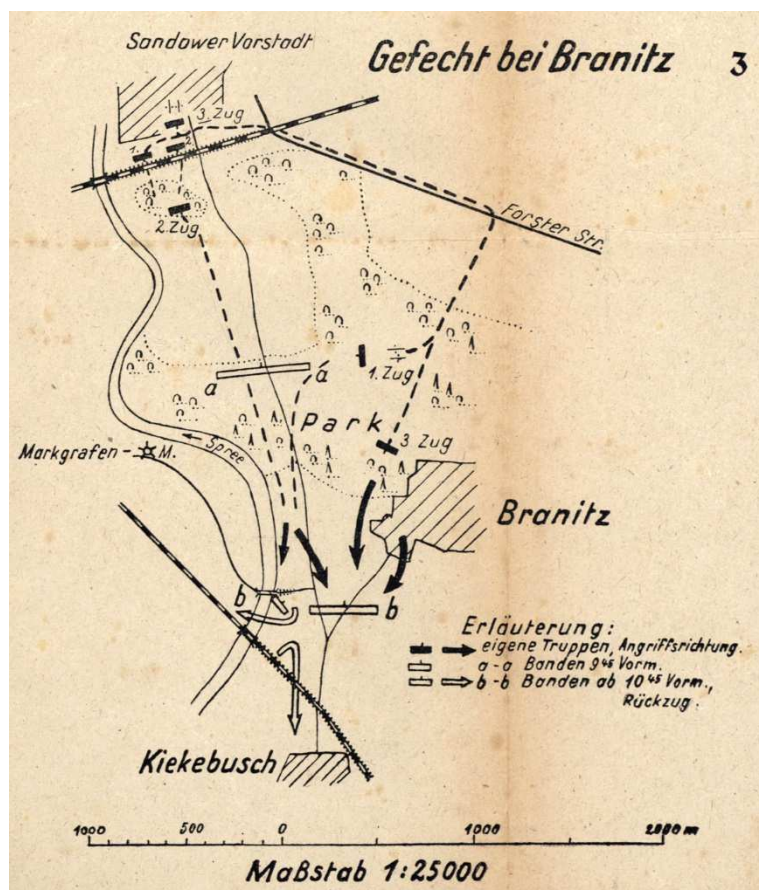 Gefecht bei Branitz 3
Sandower Vorstadt
3. Zug
1.
2
2. Zug
Forster Str.
a a
1. Zug
Park
3 Zug
Spree
Markgrafen - M.
Branitz
b b
Erläuterung:
eigene Truppen, Angriffsrichtung.
a-a Banden 9⁴⁵ Vorm.
b-b Banden ab 10⁴⁵ Vorm.,
Rückzug.
Kiekebusch
1000 500 0 1000 2000 m
Maßstab 1:25000